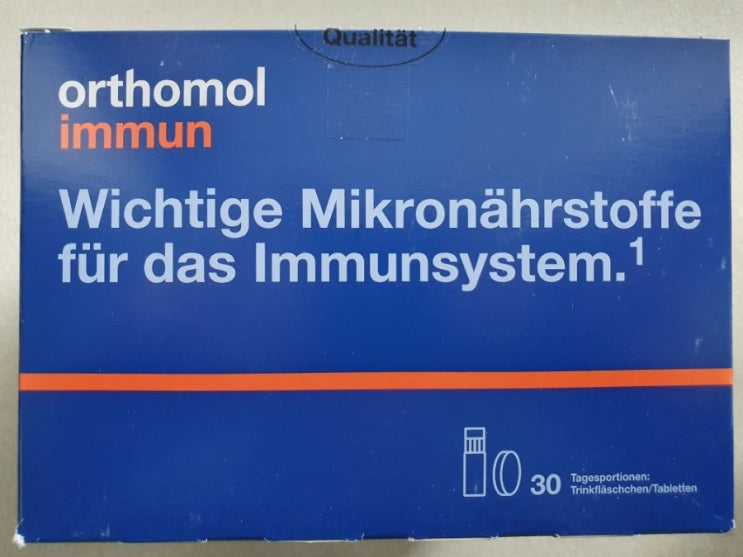 Qualität
orthomol
immun
Wichtige Mikronährstoffe
für das Immunsystem.¹
30 Tagesportionen:
Trinkfläschchen/Tabletten